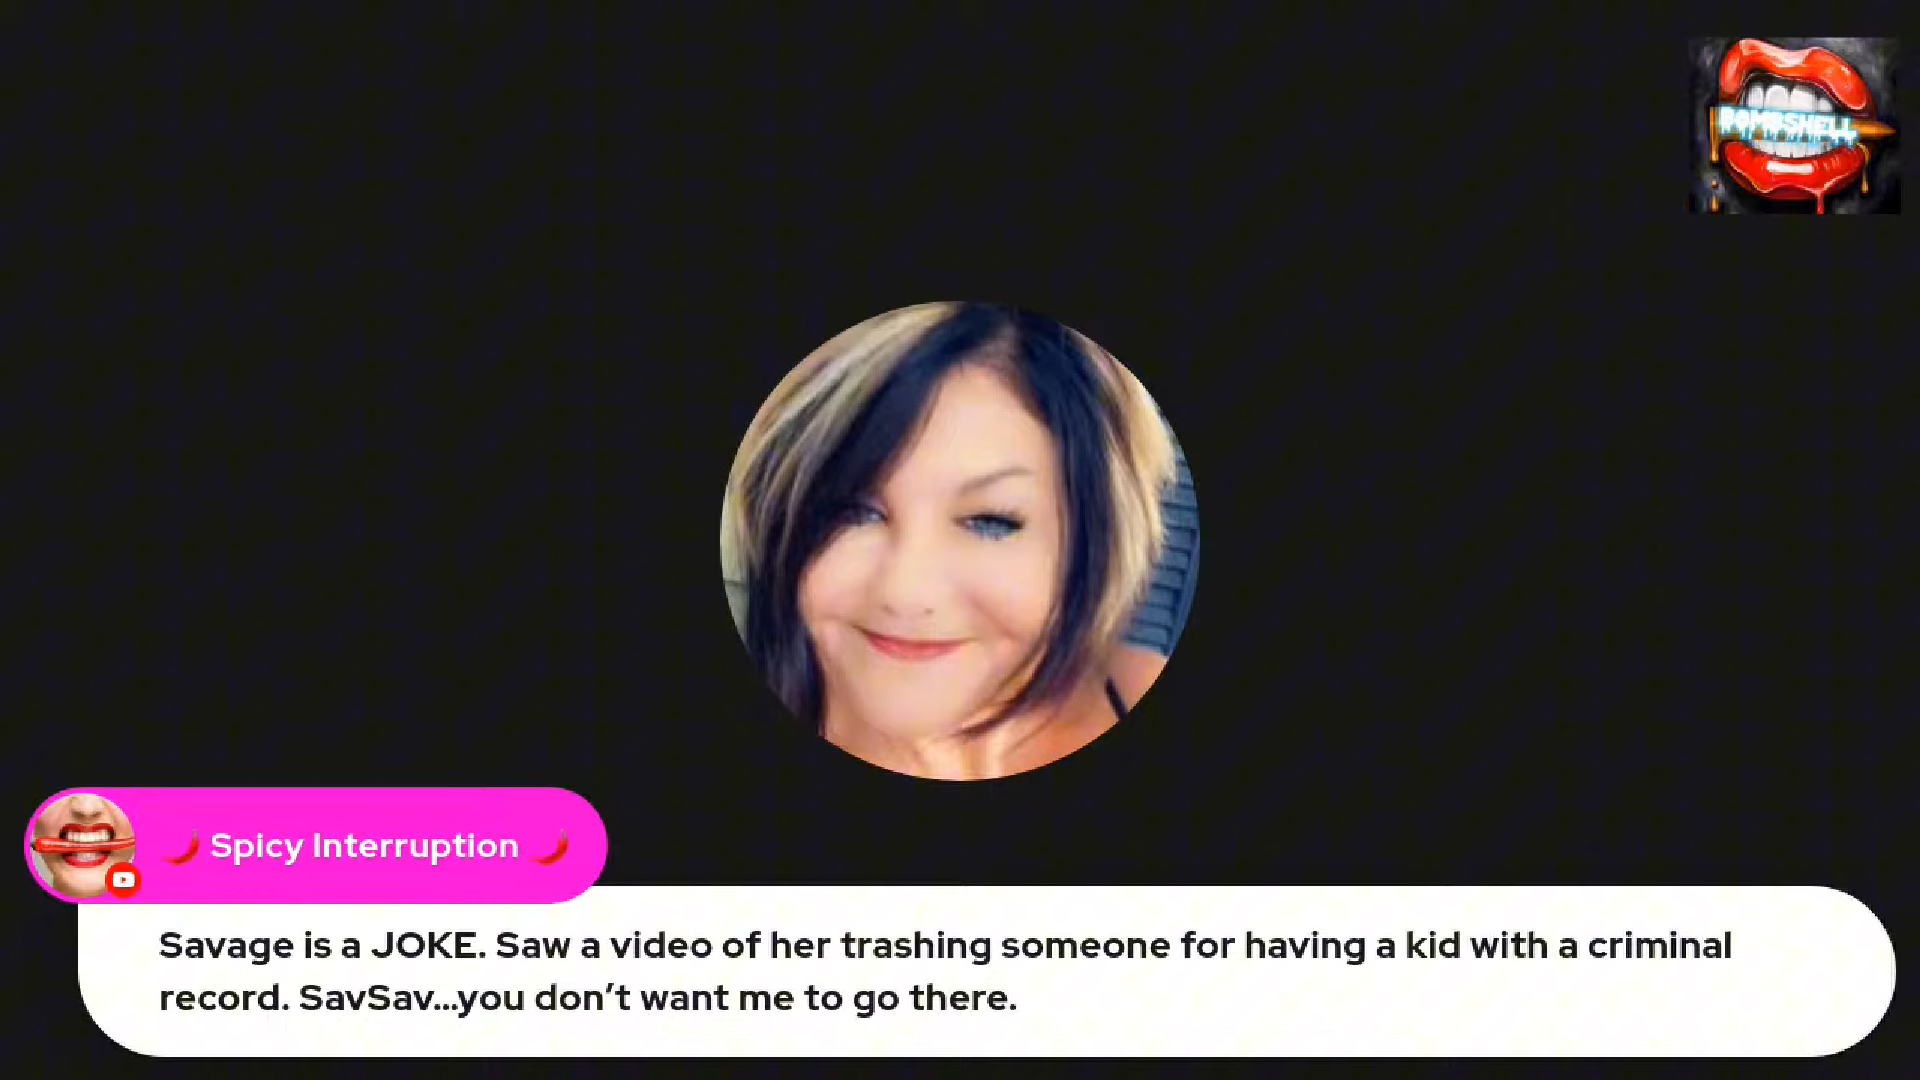 BOMBSHELL
🌶️ Spicy Interruption 🌶️
Savage is a JOKE. Saw a video of her trashing someone for having a kid with a criminal
record. SavSav...you don’t want me to go there.